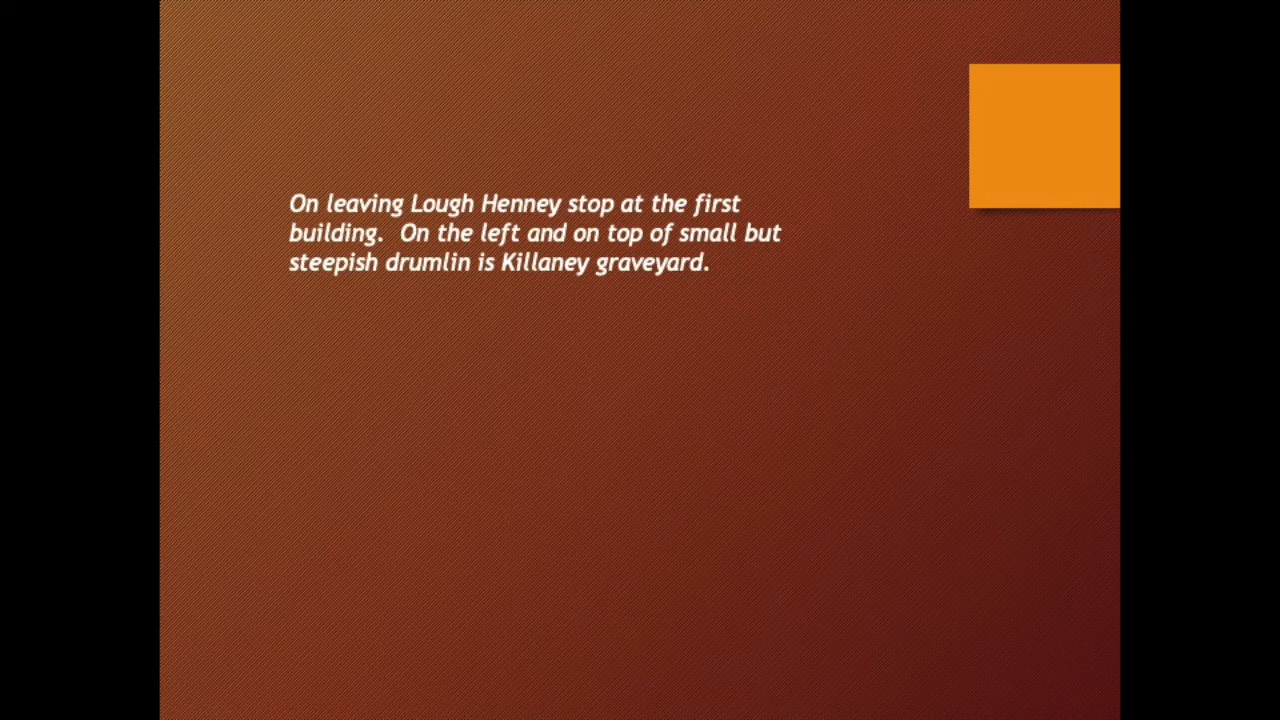 On leaving Lough Henney stop at the first
building.  On the left and on top of small but
steepish drumlin is Killaney graveyard.